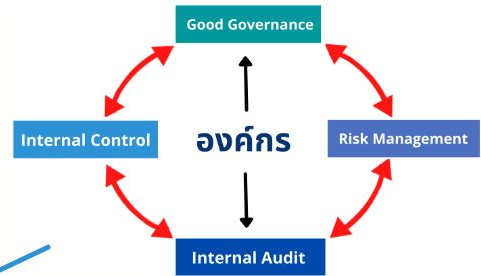 Good Governance
Internal Control
องค์กร
Risk Management
Internal Audit